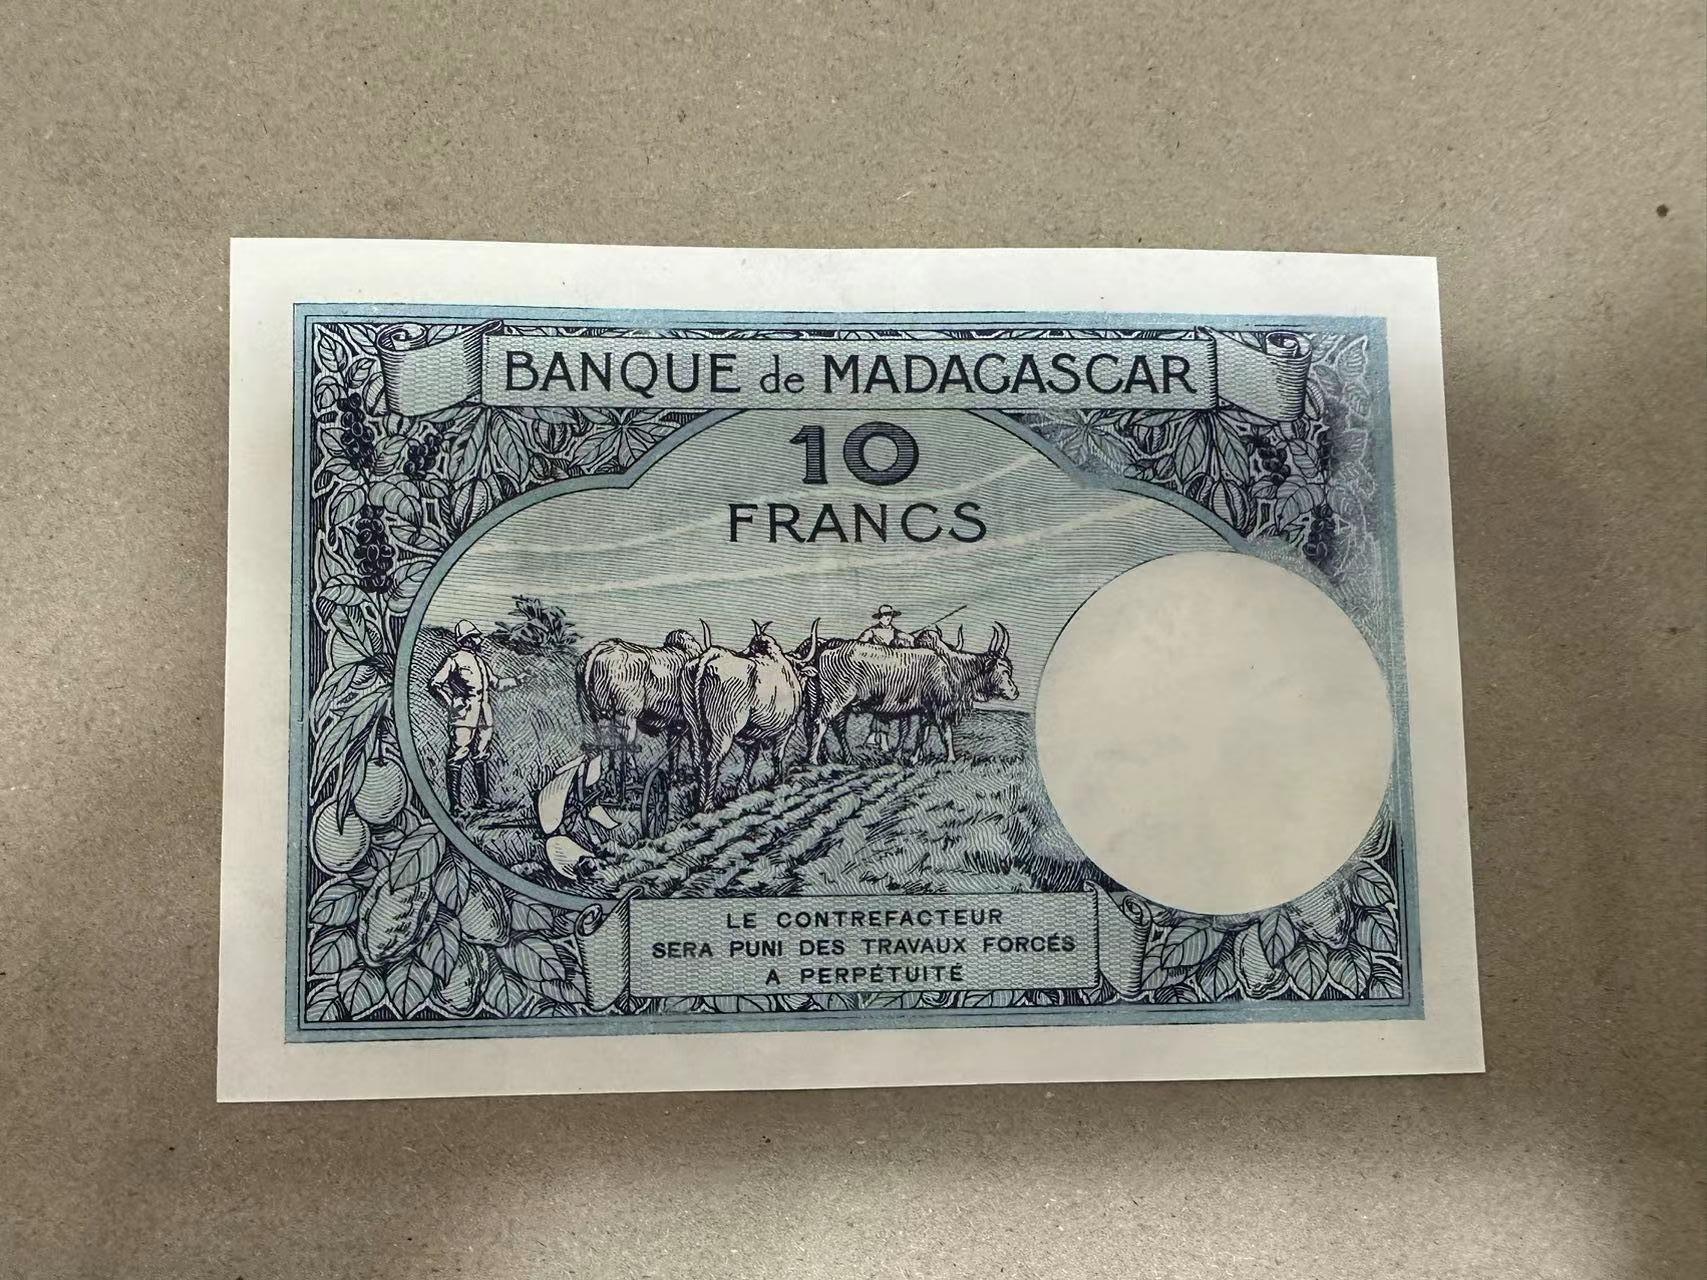 BANQUE de MADAGASCAR
10
FRANCS
LE CONTREFACTEUR
SERA PUNI DES TRAVAUX FORCÉS
A PERPÉTUITÉ